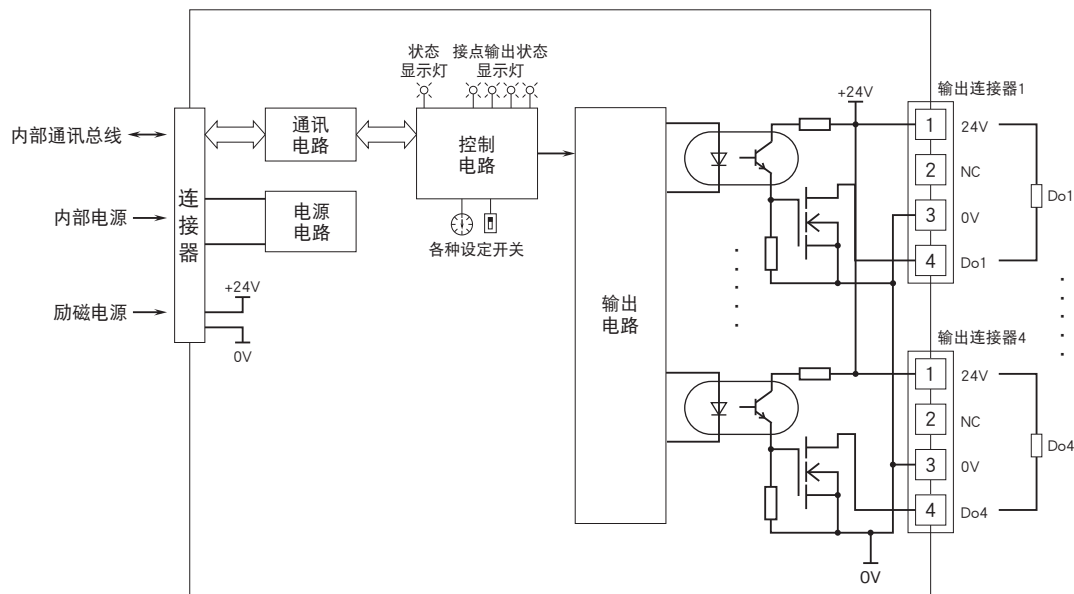 状态
显示灯
接点输出状态
显示灯
+24V
输出连接器1
内部通讯总线
通讯
电路
控制
电路
1
24V
2
NC
连接器
内部电源
电源
电路
3
0V
Do1
各种设定开关
4
Do1
+24V
励磁电源
0V
输出
电路
输出连接器4
1
24V
2
NC
3
0V
Do4
4
Do4
0V